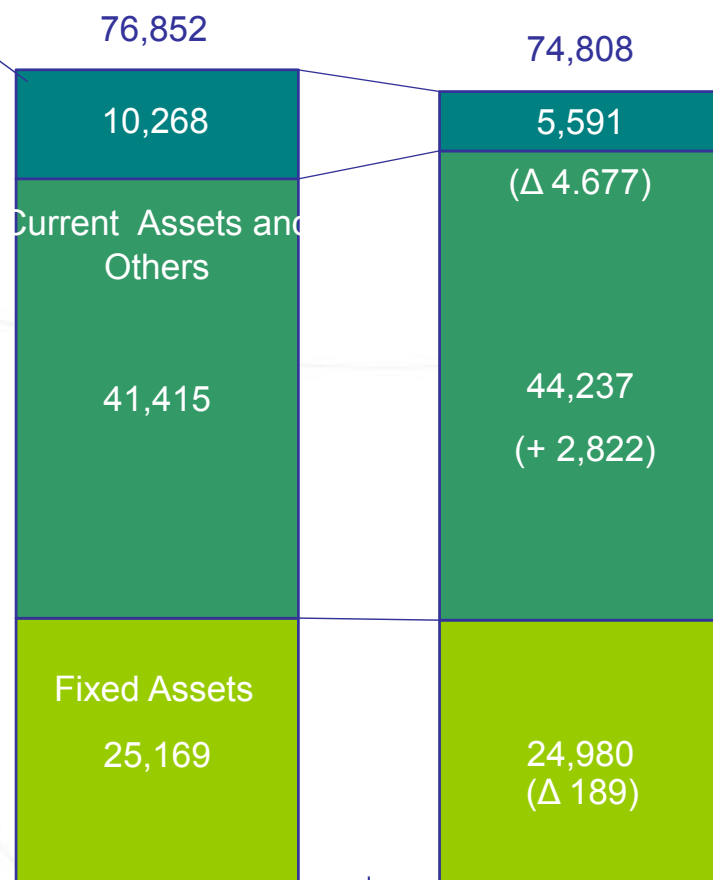 76,852
10,268
Current Assets and
Others
41,415
Fixed Assets
25,169
74,808
5,591
(Δ 4.677)
44,237
(+ 2,822)
24,980
(Δ 189)